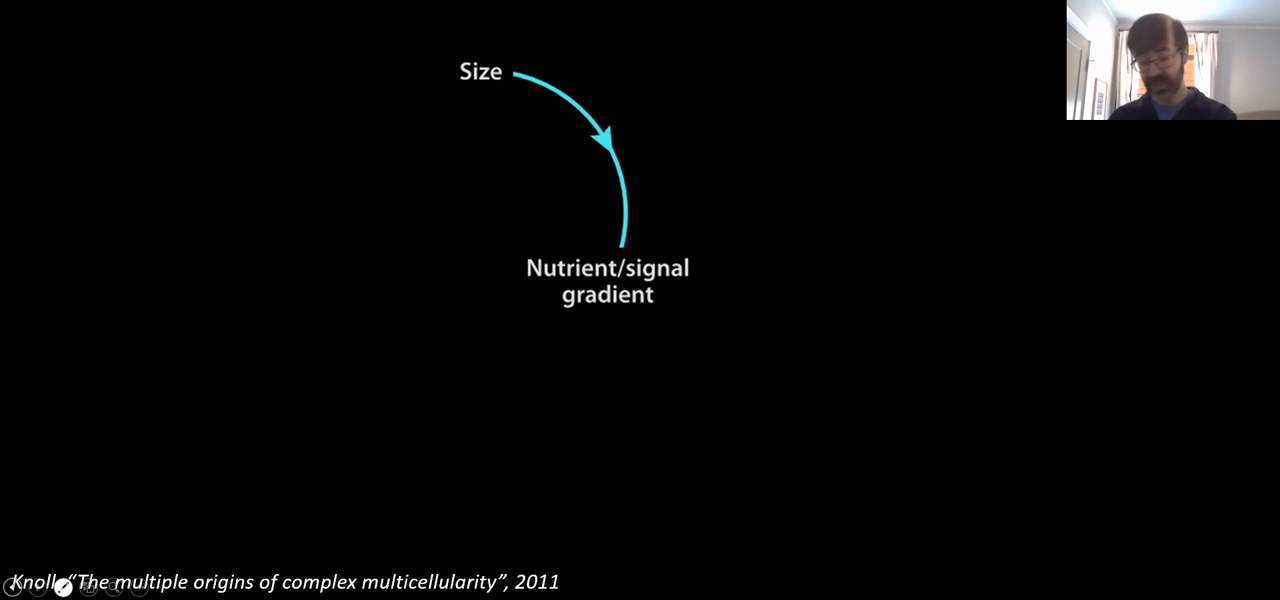 Size
Nutrient/signal
gradient
Knoll, “The multiple origins of complex multicellularity”, 2011